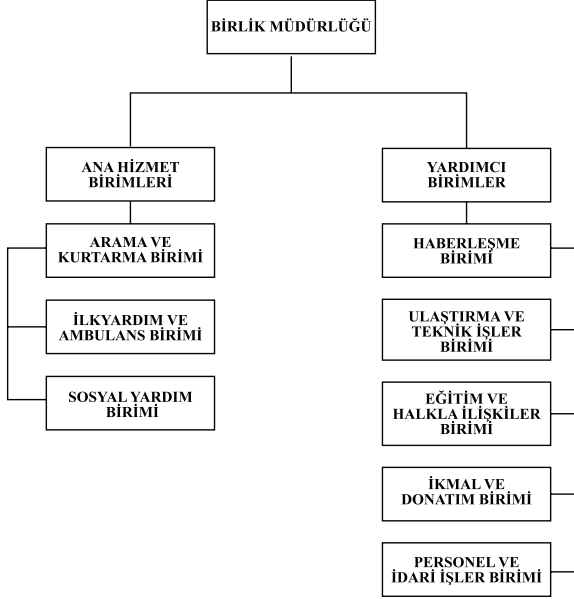 BİRLİK MÜDÜRLÜĞÜ
ANA HİZMET
BİRİMLERİ
ARAMA VE
KURTARMA BİRİMİ
İLKYARDIM VE
AMBULANS BİRİMİ
SOSYAL YARDIM
BİRİMİ
YARDIMCI
BİRİMLER
HABERLEŞME
BİRİMİ
ULAŞTIRMA VE
TEKNİK İŞLER
BİRİMİ
EĞİTİM VE
HALKLA İLİŞKİLER
BİRİMİ
İKMAL VE
DONATIM BİRİMİ
PERSONEL VE
İDARİ İŞLER BİRİMİ